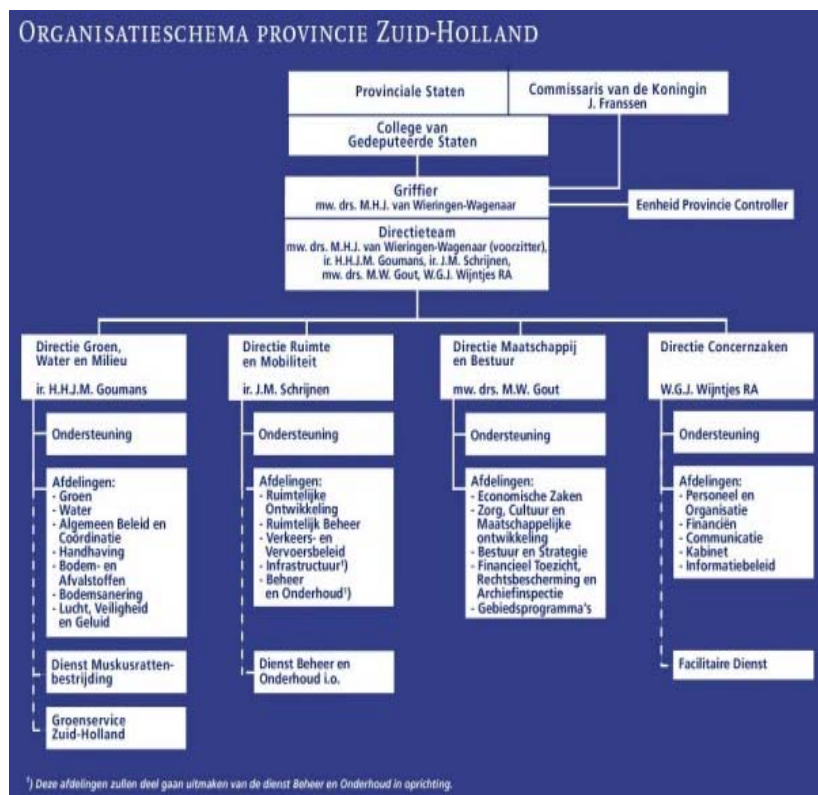 ORGANISATIESCHEMA PROVINCIE ZUID-HOLLAND
Provinciale Staten
Commissaris van de Koningin
J. Franssen
College van
Gedeputeerde Staten
Griffier
mw. drs. M.H.J. van Wieringen-Wagenaar
Eenheid Provincie Controller
Directieteam
mw. drs. M.H.J. van Wieringen-Wagenaar (voorzitter),
ir. H.H.J.M. Goumans, ir. J.M. Schrijnen,
mw. drs. M.W. Gout, W.G.J. Wijntjes RA
Directie Groen,
Water en Milieu
ir. H.H.J.M. Goumans
Ondersteuning
Afdelingen:
- Groen
- Water
- Algemeen Beleid en
Coördinatie
- Handhaving
- Bodem- en
Afvalstoffen
- Bodemsanering
- Lucht, Veiligheid
en Geluid
Dienst Muskusratten-
bestrijding
Groenservice
Zuid-Holland
Directie Ruimte
en Mobiliteit
ir. J.M. Schrijnen
Ondersteuning
Afdelingen:
- Ruimtelijke
Ontwikkeling
- Ruimtelijk Beheer
- Verkeers- en
Vervoersbeleid
- Infrastructuur¹)
- Beheer
en Onderhoud¹)
Dienst Beheer en
Onderhoud i.o.
Directie Maatschappij
en Bestuur
mw. drs. M.W. Gout
Ondersteuning
Afdelingen:
- Economische Zaken
- Zorg, Cultuur en
Maatschappelijke
ontwikkeling
- Bestuur en Strategie
- Financieel Toezicht,
Rechtsbescherming en
Archiefinspectie
- Gebiedsprogramma's
Directie Concernzaken
W.G.J. Wijntjes RA
Ondersteuning
Afdelingen:
- Personeel en
Organisatie
- Financiën
- Communicatie
- Kabinet
- Informatiebeleid
Facilitaire Dienst
¹) Deze afdelingen zullen deel gaan uitmaken van de dienst Beheer en Onderhoud in oprichting.